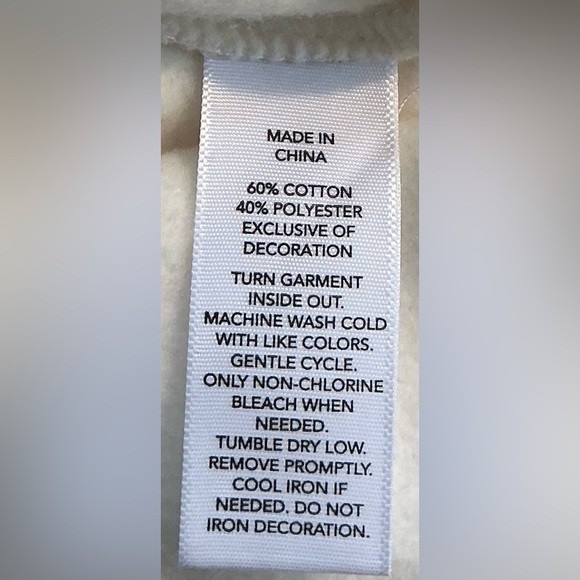 MADE IN
CHINA
60% COTTON
40% POLYESTER
EXCLUSIVE OF
DECORATION
TURN GARMENT
INSIDE OUT.
MACHINE WASH COLD
WITH LIKE COLORS.
GENTLE CYCLE.
ONLY NON-CHLORINE
BLEACH WHEN
NEEDED.
TUMBLE DRY LOW.
REMOVE PROMPTLY.
COOL IRON IF
NEEDED. DO NOT
IRON DECORATION.